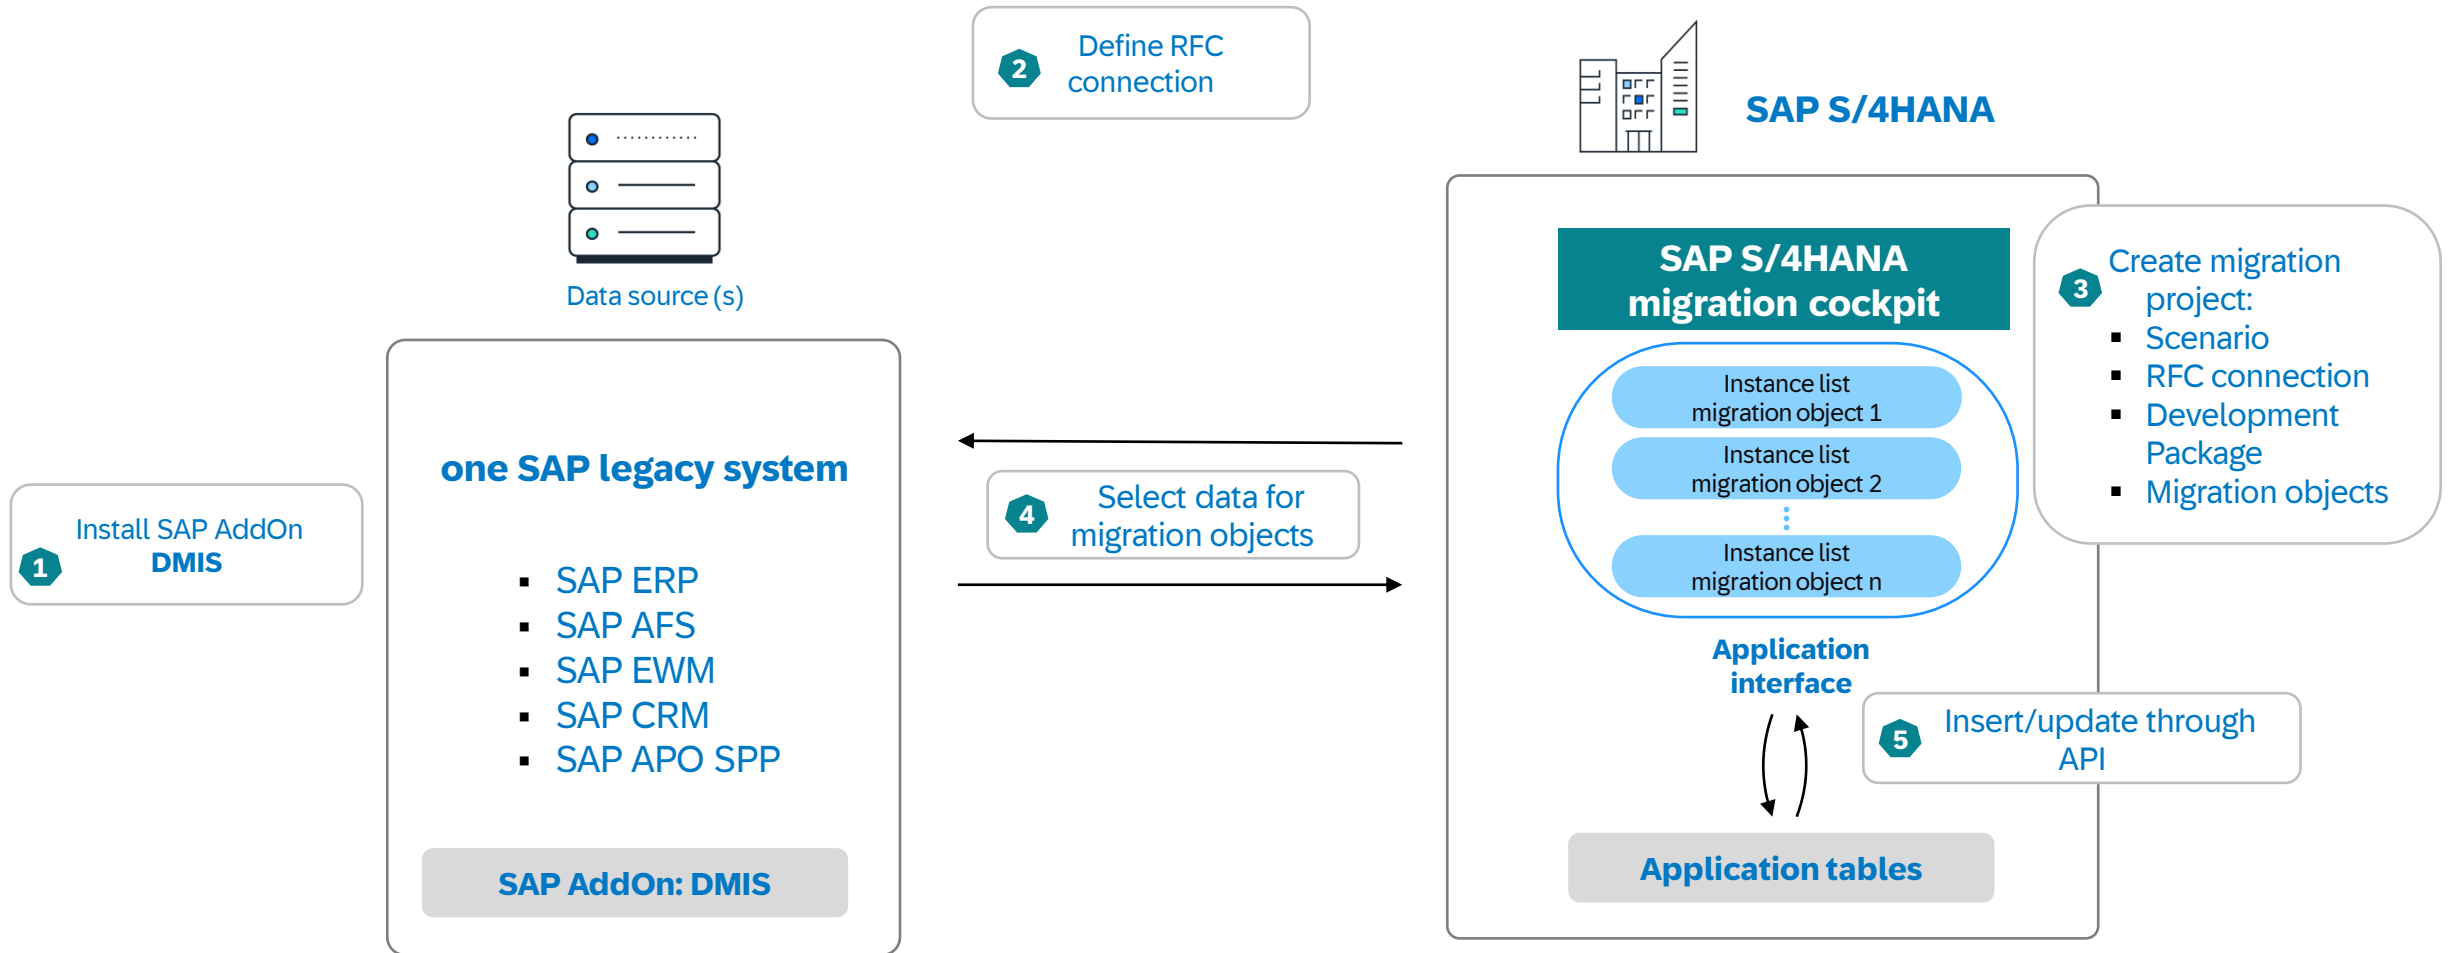 2
Define RFC
connection
SAP S/4HANA
Data source(s)
one SAP legacy system
▪ SAP ERP
▪ SAP AFS
▪ SAP EWM
▪ SAP CRM
▪ SAP APO SPP
SAP AddOn: DMIS
1
Install SAP AddOn
DMIS
4
Select data for
migration objects
SAP S/4HANA
migration cockpit
Instance list
migration object 1
Instance list
migration object 2
Instance list
migration object n
Application
interface
Application tables
3
Create migration
project:
▪ Scenario
▪ RFC connection
▪ Development
Package
▪ Migration objects
5
Insert/update through
API